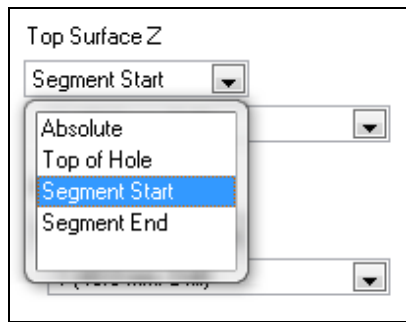 Top Surface Z
Segment Start
Absolute
Top of Hole
Segment Start
Segment End